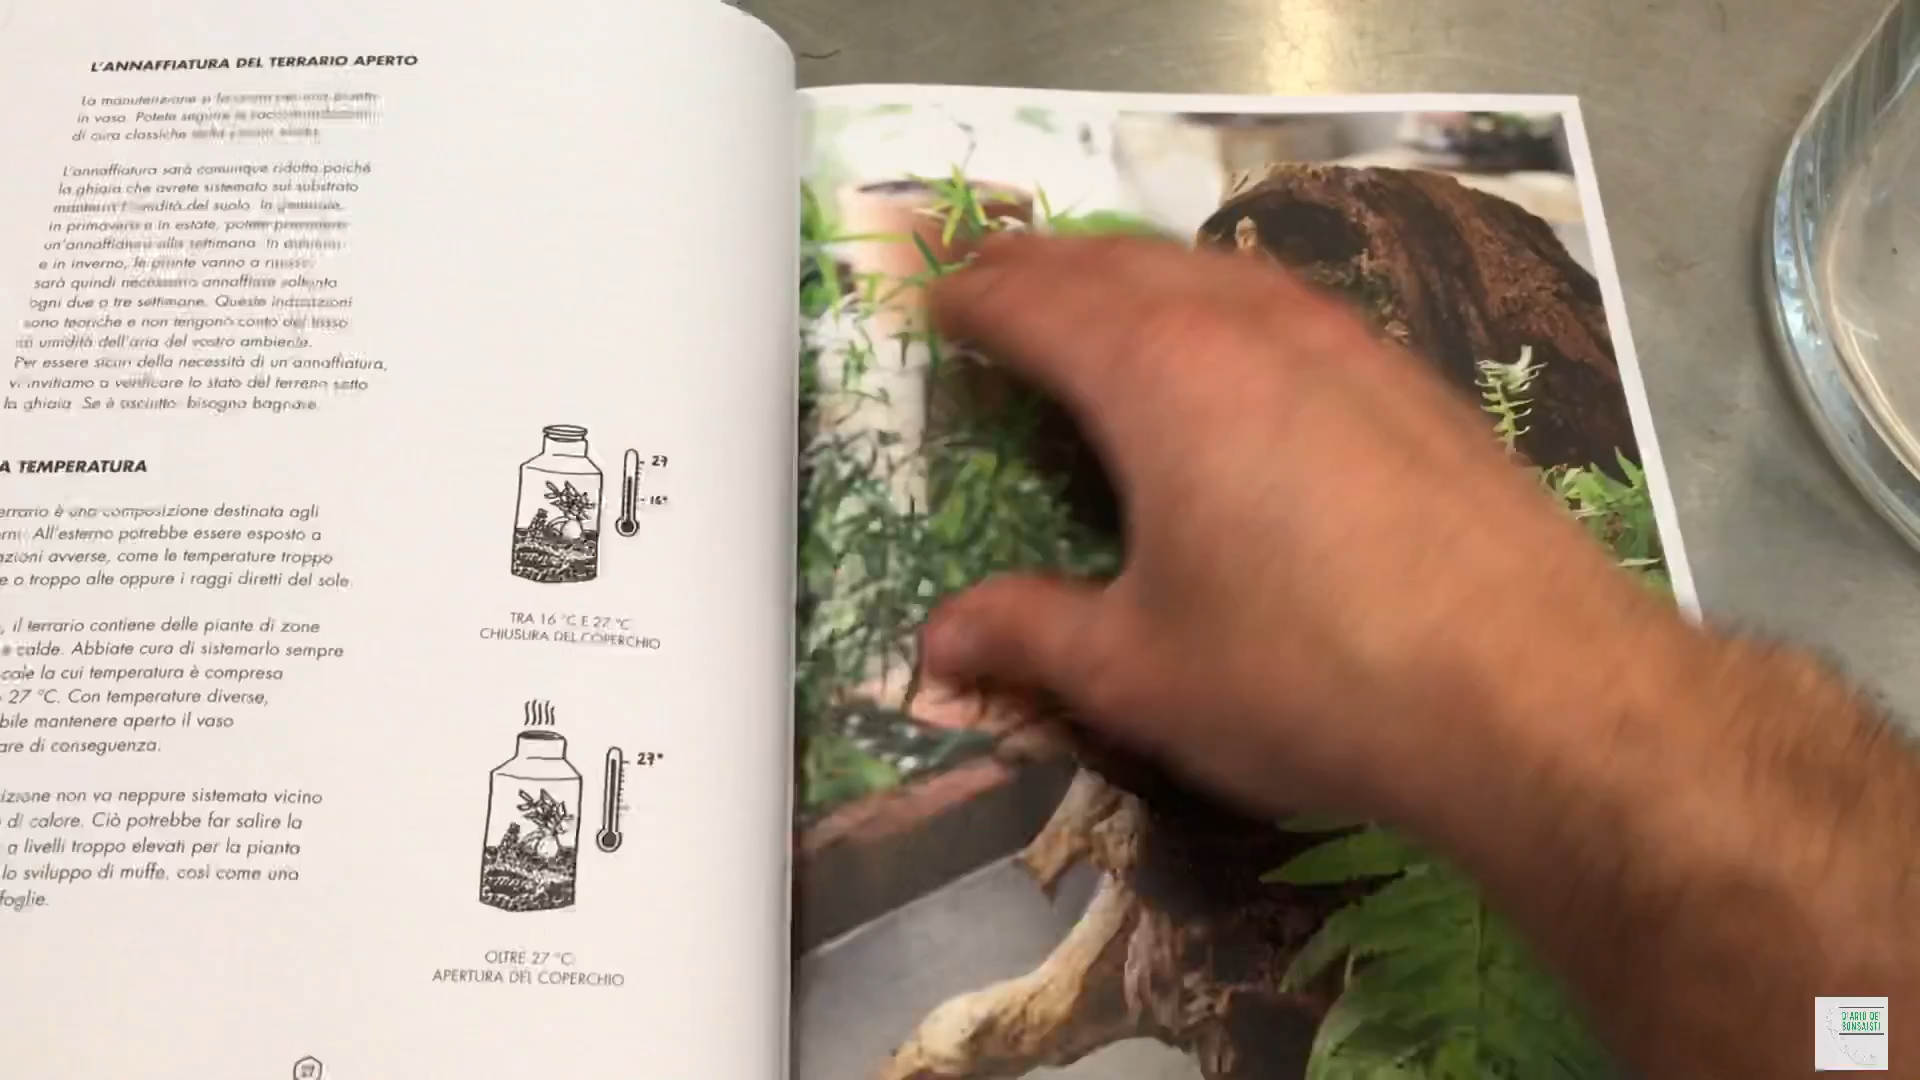 L'ANNAFFIATURA DEL TERRARIO APERTO
La manutenzione
in vaso. Potete seguire le
di cura classiche
L'annaffiatura sarà comunque ridotta poiché
la ghiaia che avrete sistemato sul substrato
umidità del suolo. In
in primavera e in estate,
un'annaffiatura alla settimana. In
e in inverno, le piante vanno a riposo:
sarà quindi necessario annaffiare soltanto
ogni due o tre settimane. Queste indicazioni
sono teoriche e non tengono conto del tasso
di umidità dell'aria del vostro ambiente.
Per essere sicuri della necessità di un'annaffiatura,
vi invitiamo a verificare lo stato del terreno sotto
la ghiaia. Se è asciutto bisogna bagnare.
A TEMPERATURA
errario è una composizione destinata agli
rni. All'esterno potrebbe essere esposto a
azioni avverse, come le temperature troppo
e o troppo alte oppure i raggi diretti del sole.
, il terrario contiene delle piante di zone
e calde. Abbiate cura di sistemarlo sempre
cale la cui temperatura è compresa
27 °C. Con temperature diverse,
bile mantenere aperto il vaso
are di conseguenza.
izione non va neppure sistemata vicino
di calore. Ciò potrebbe far salire la
a livelli troppo elevati per la pianta
lo sviluppo di muffe, così come una
foglie.
27
16°
TRA 16 °C E 27 °C
CHIUSURA DEL COPERCHIO
27°
OLTRE 27 °C
APERTURA DEL COPERCHIO
DIARIO DEI
BONSAISTI